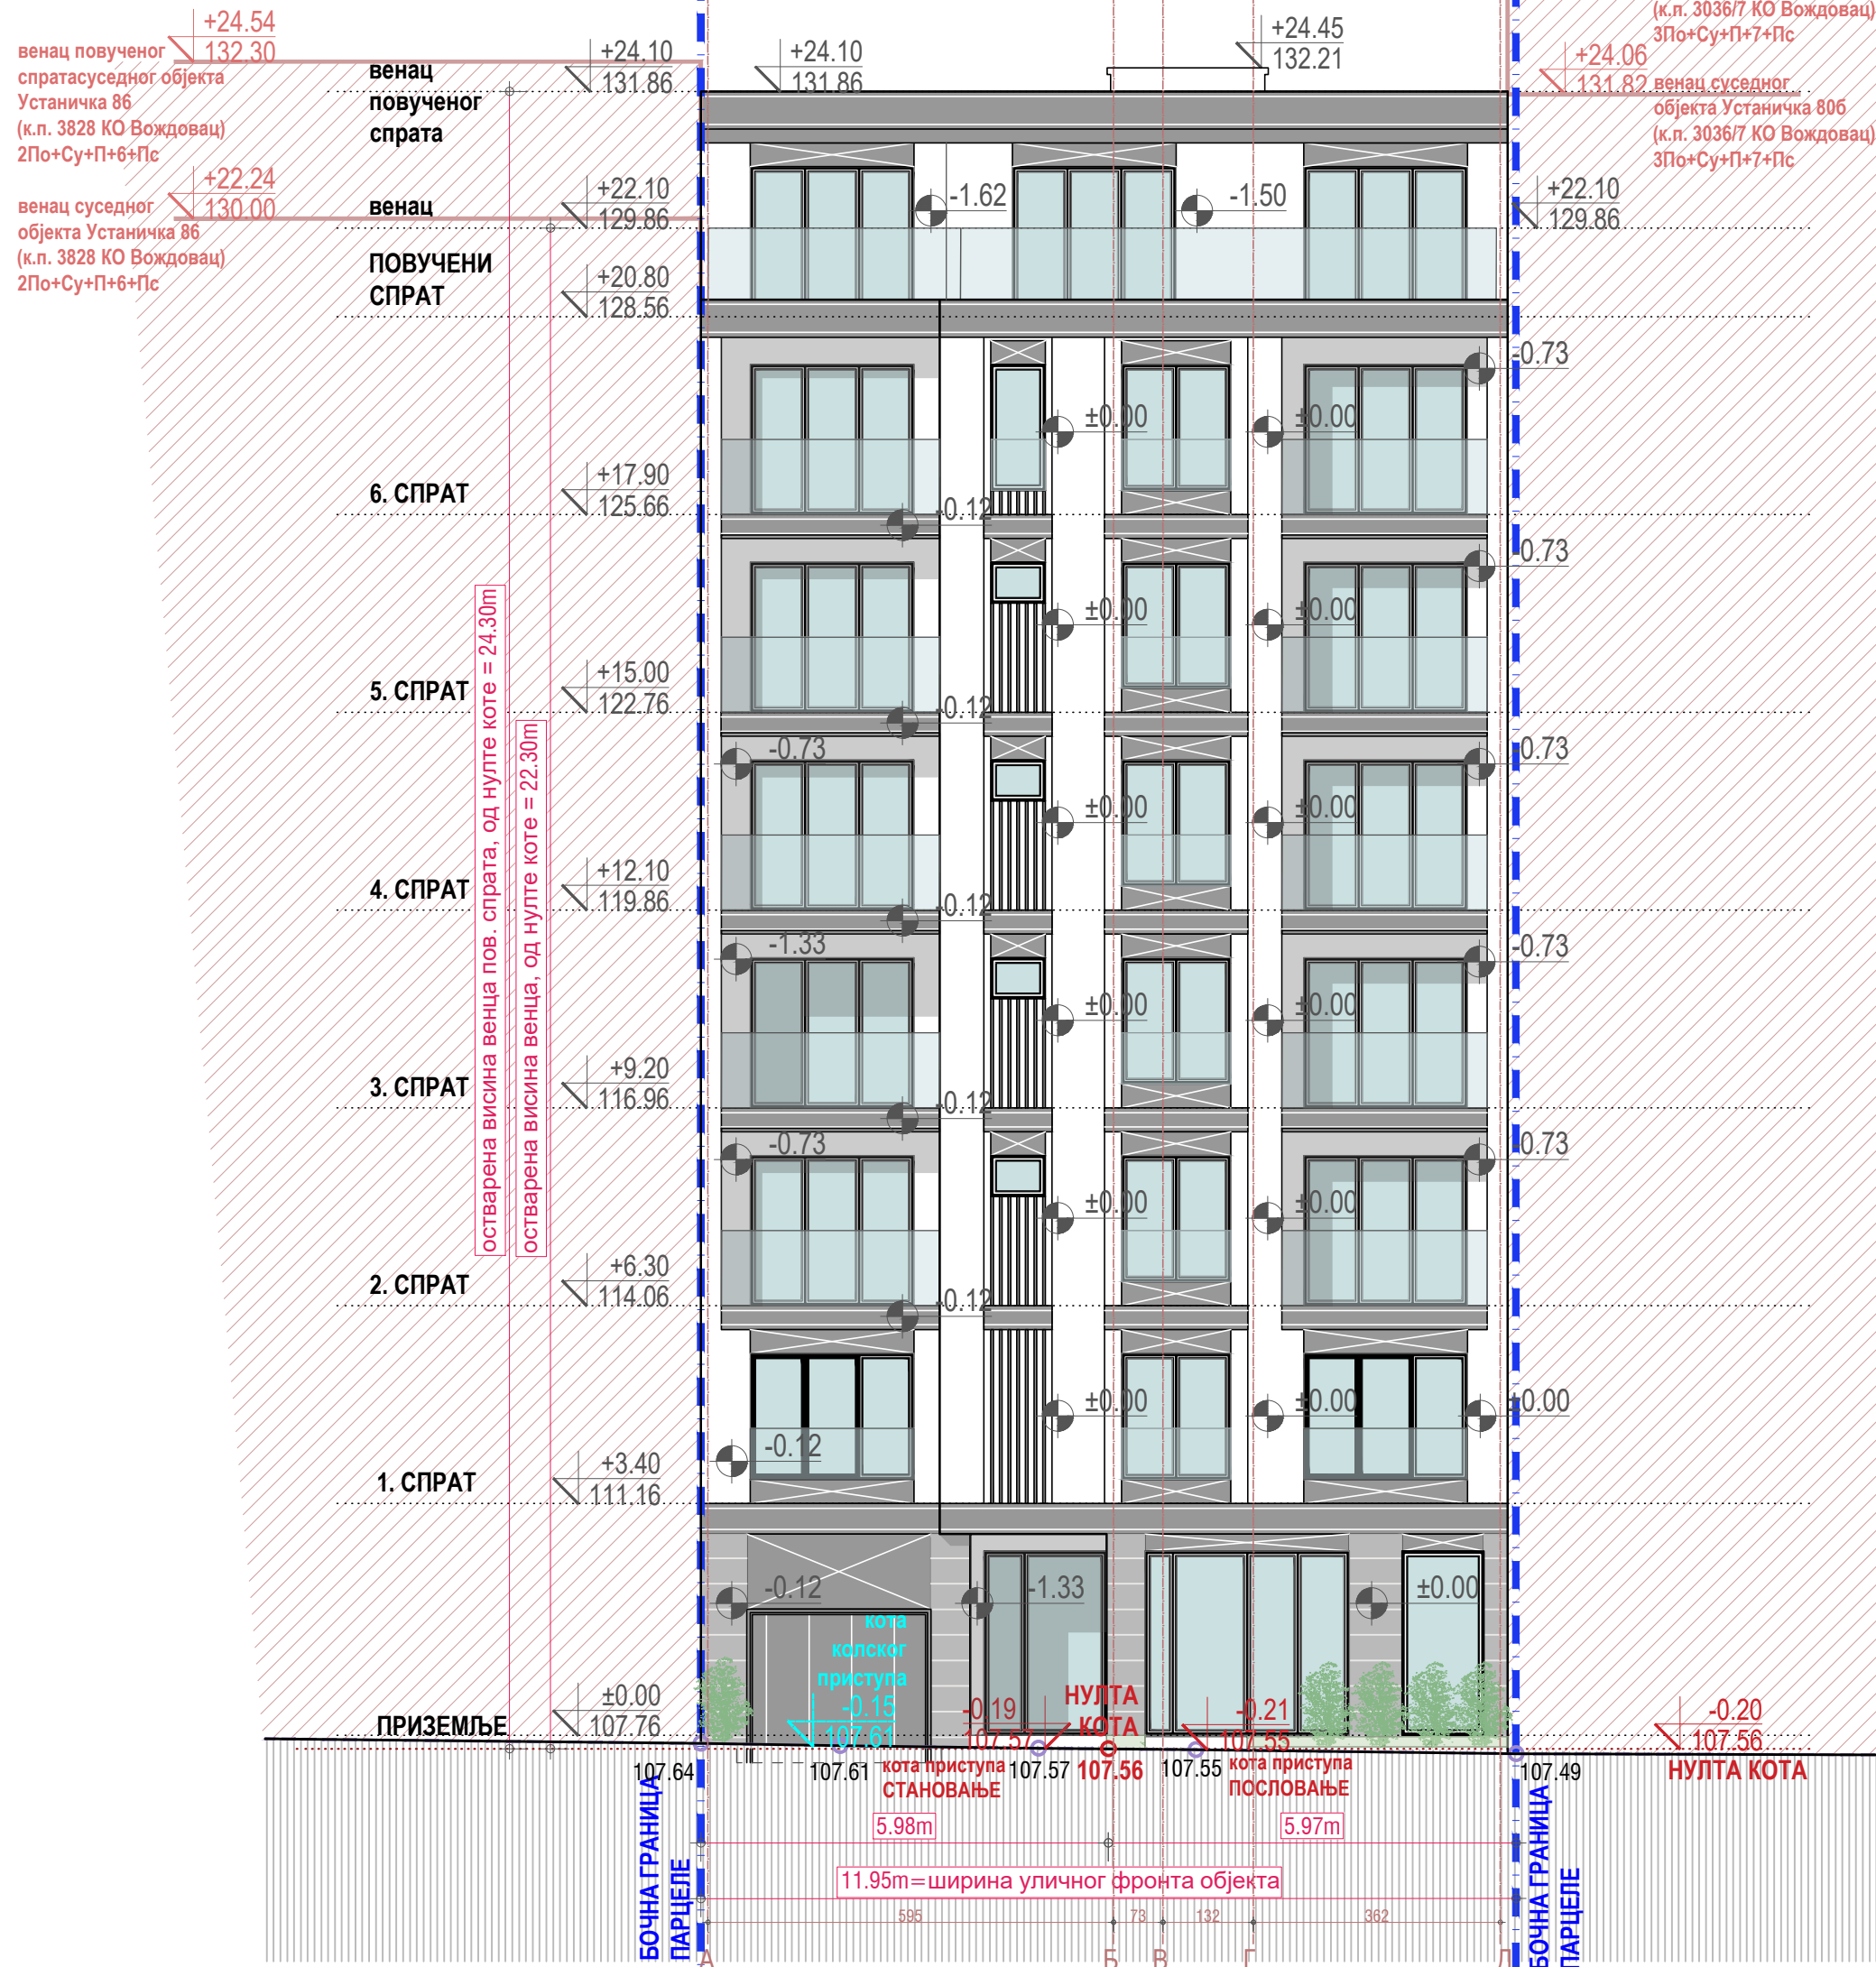 +24.54
132.30
венац повученог
спратасуседног објекта
Устаничка 86
(к.п. 3828 КО Вождовац)
2По+Су+П+6+Пс
+22.24
130.00
венац суседног
објекта Устаничка 86
(к.п. 3828 КО Вождовац)
2По+Су+П+6+Пс
венац
повученог
спрата
+24.10
131.86
+24.10
131.86
+24.45
132.21
(к.п. 3036/7 КО Вождовац)
3По+Су+П+7+Пс
+24.06
131.82
венац суседног
објекта Устаничка 80б
(к.п. 3036/7 КО Вождовац)
3По+Су+П+7+Пс
венац
+22.10
129.86
-1.62
-1.50
+22.10
129.86
ПОВУЧЕНИ
СПРАТ
+20.80
128.56
-0.73
±0.00
±0.00
6. СПРАТ
+17.90
125.66
-0.12
-0.73
±0.00
±0.00
5. СПРАТ
+15.00
122.76
-0.12
-0.73
-0.73
±0.00
±0.00
4. СПРАТ
+12.10
119.86
-0.12
-1.33
-0.73
±0.00
±0.00
3. СПРАТ
+9.20
116.96
-0.12
-0.73
-0.73
±0.00
±0.00
2. СПРАТ
+6.30
114.06
-0.12
±0.00
±0.00
±0.00
-0.12
1. СПРАТ
+3.40
111.16
остварена висина венца пов. спрата, од нулте коте = 24.30m
остварена висина венца, од нулте коте = 22.30m
-0.12
-1.33
±0.00
кота
колског
приступа
-0.15
107.61
ПРИЗЕМЉЕ
±0.00
107.76
-0.19
107.57
НУЛТА
КОТА
-0.21
107.55
-0.20
107.56
НУЛТА КОТА
107.64
107.61
кота приступа
СТАНОВАЊЕ
107.57
107.56
107.55
кота приступа
ПОСЛОВАЊЕ
107.49
5.98m
5.97m
11.95m=ширина уличног фронта објекта
595
73
132
362
БОЧНА ГРАНИЦА
ПАРЦЕЛЕ
БОЧНА ГРАНИЦА
ПАРЦЕЛЕ
А
Б
В
Г